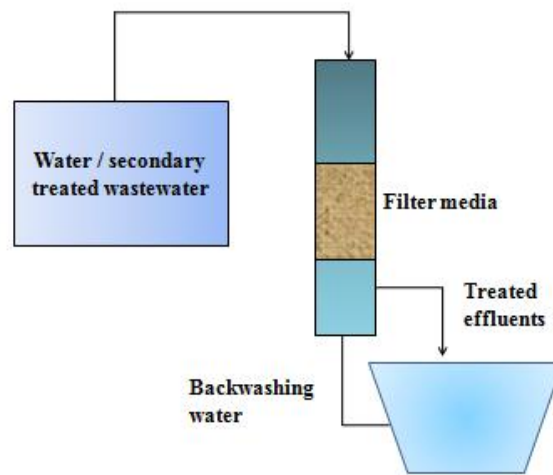 Water / secondary
treated wastewater
Filter media
Treated
effluents
Backwashing
water